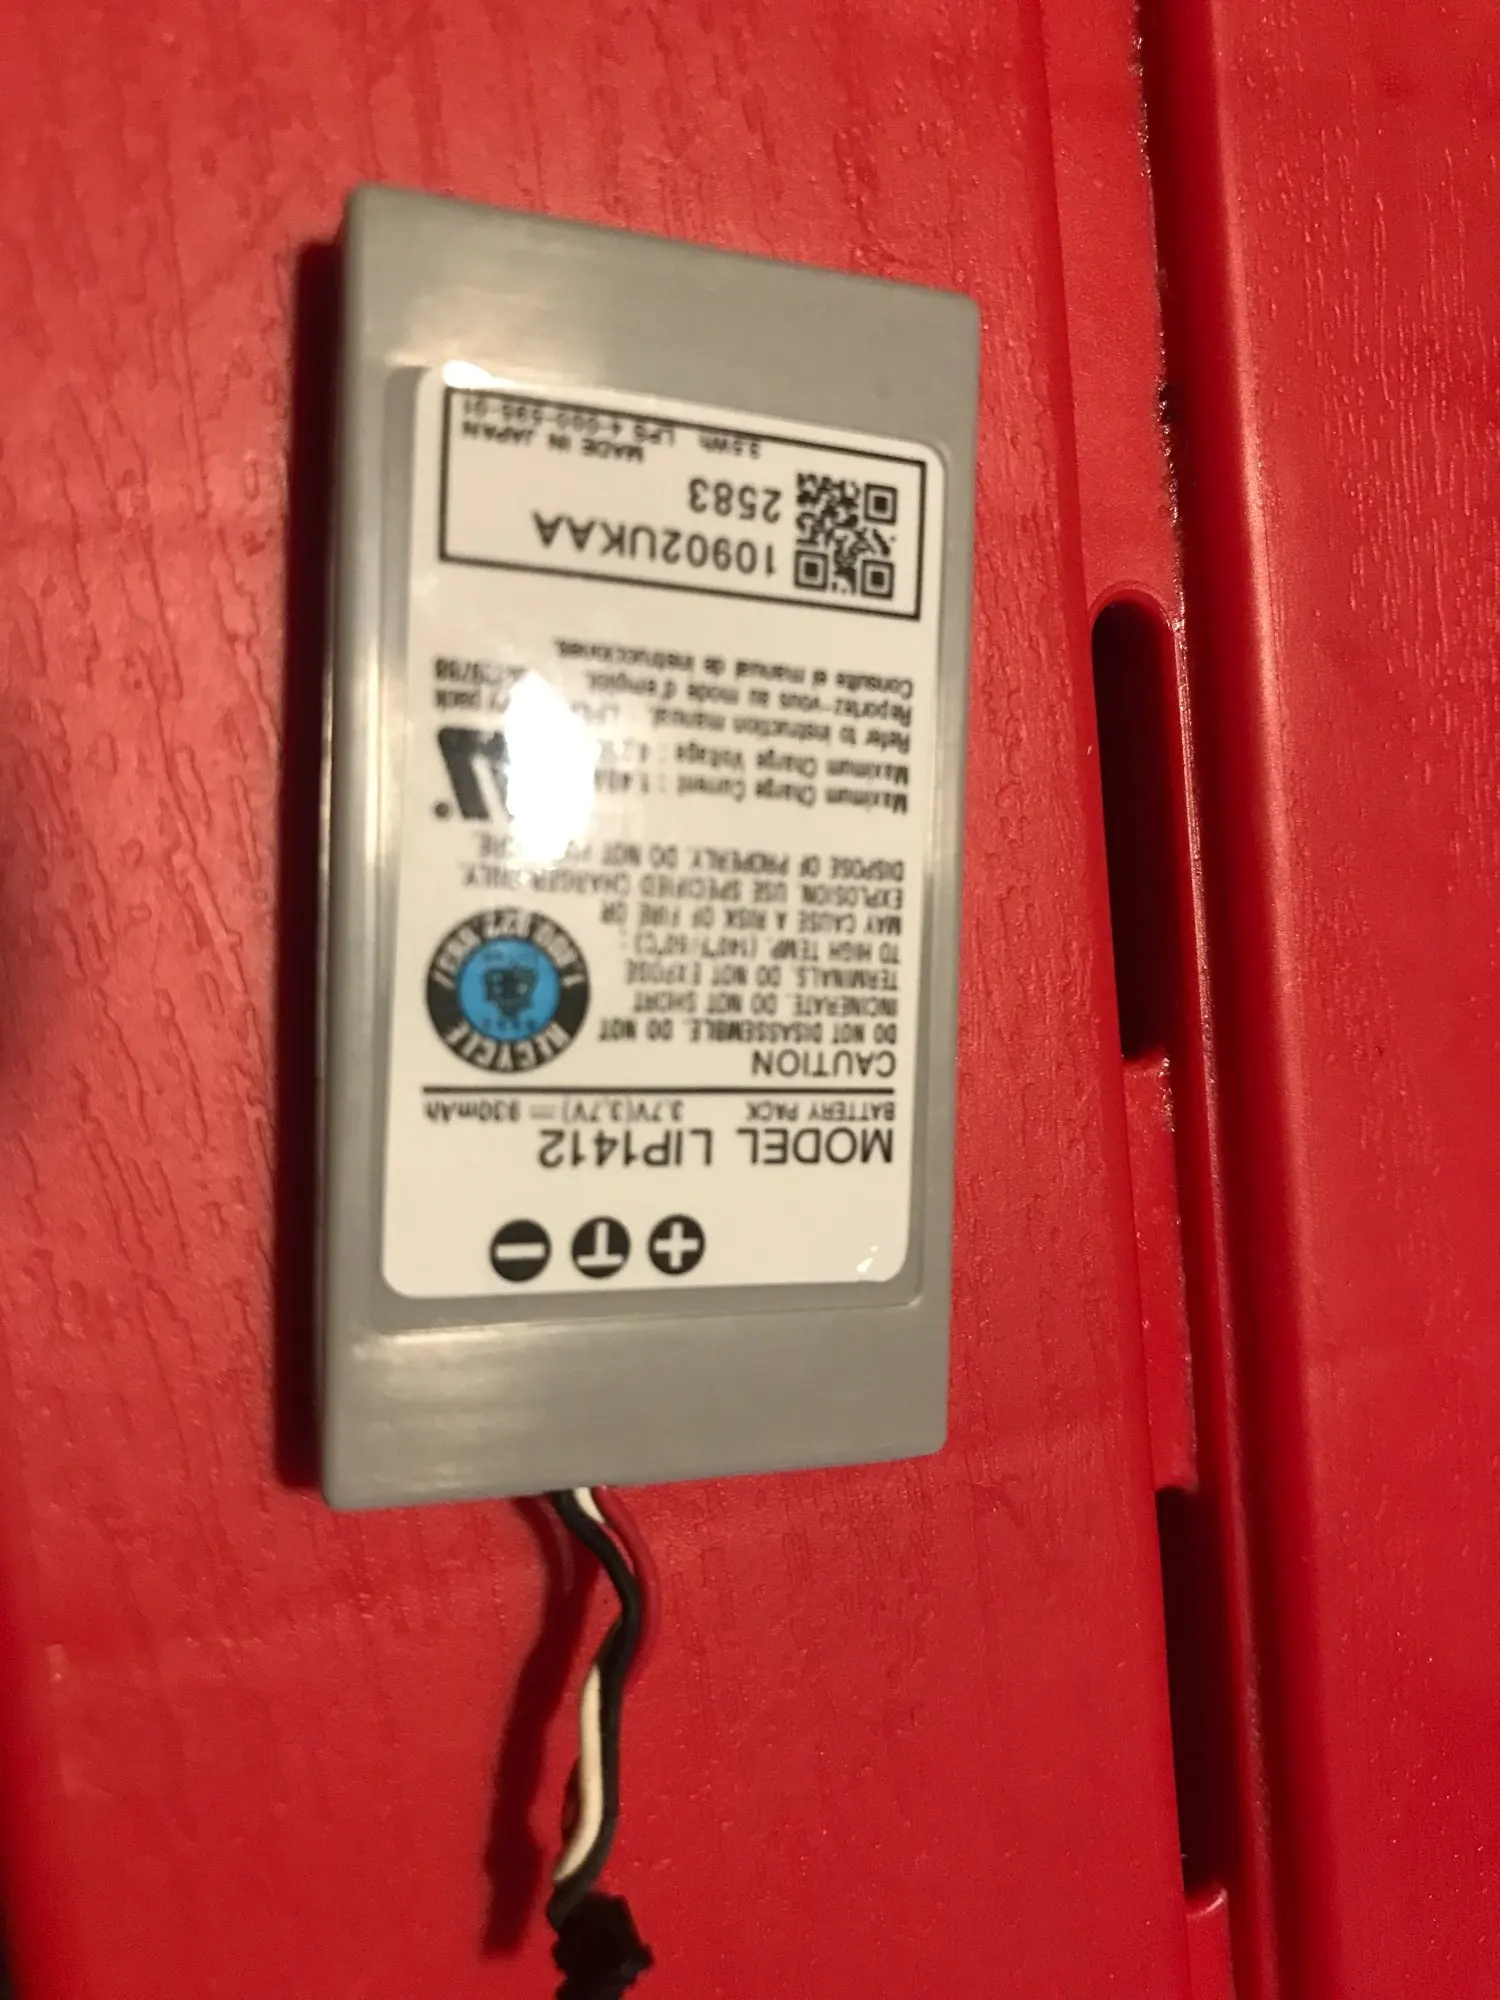 + T −
MODEL LIP1412
BATTERY PACK 3.7V(3,7V) ⎓ 930mAh
CAUTION
DO NOT DISASSEMBLE. DO NOT
INCINERATE. DO NOT SHORT
TERMINALS. DO NOT EXPOSE
TO HIGH TEMP. (140°F/60°C):
MAY CAUSE A RISK OF FIRE OR
EXPLOSION. USE SPECIFIED CHARGER ONLY.
DISPOSE OF PROPERLY. DO NOT
RECYCLE
Maximum Charge Current :
Maximum Charge Voltage :
Refer to instruction manual.
Reportez-vous au mode d'emploi.
Consulte el manual de instrucciones.
pack
10902UKAA
2583
MADE IN JAPAN